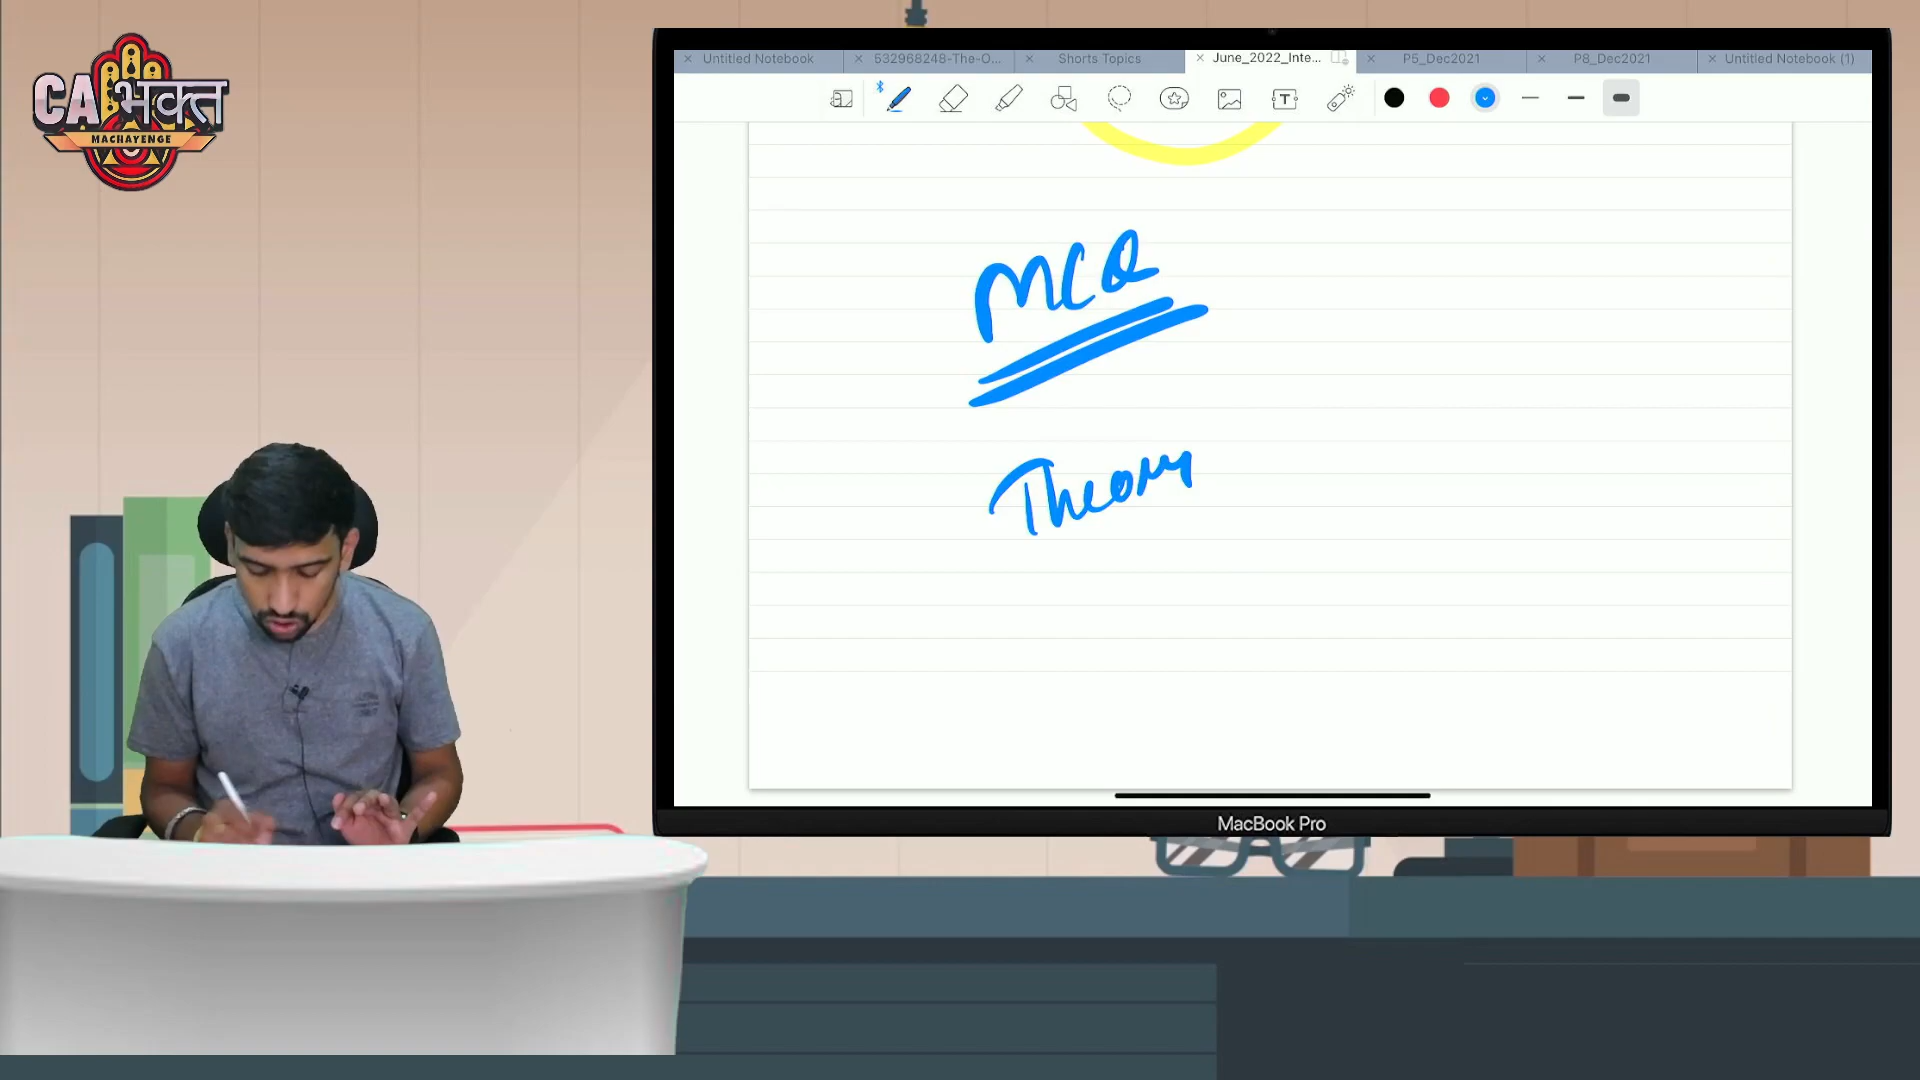 CA भक्त
MACHAYENGE
Untitled Notebook
532968248-The-O...
Shorts Topics
June_2022_Inte...
P5_Dec2021
P8_Dec2021
Untitled Notebook (1)
T
MCQ
Theory
MacBook Pro